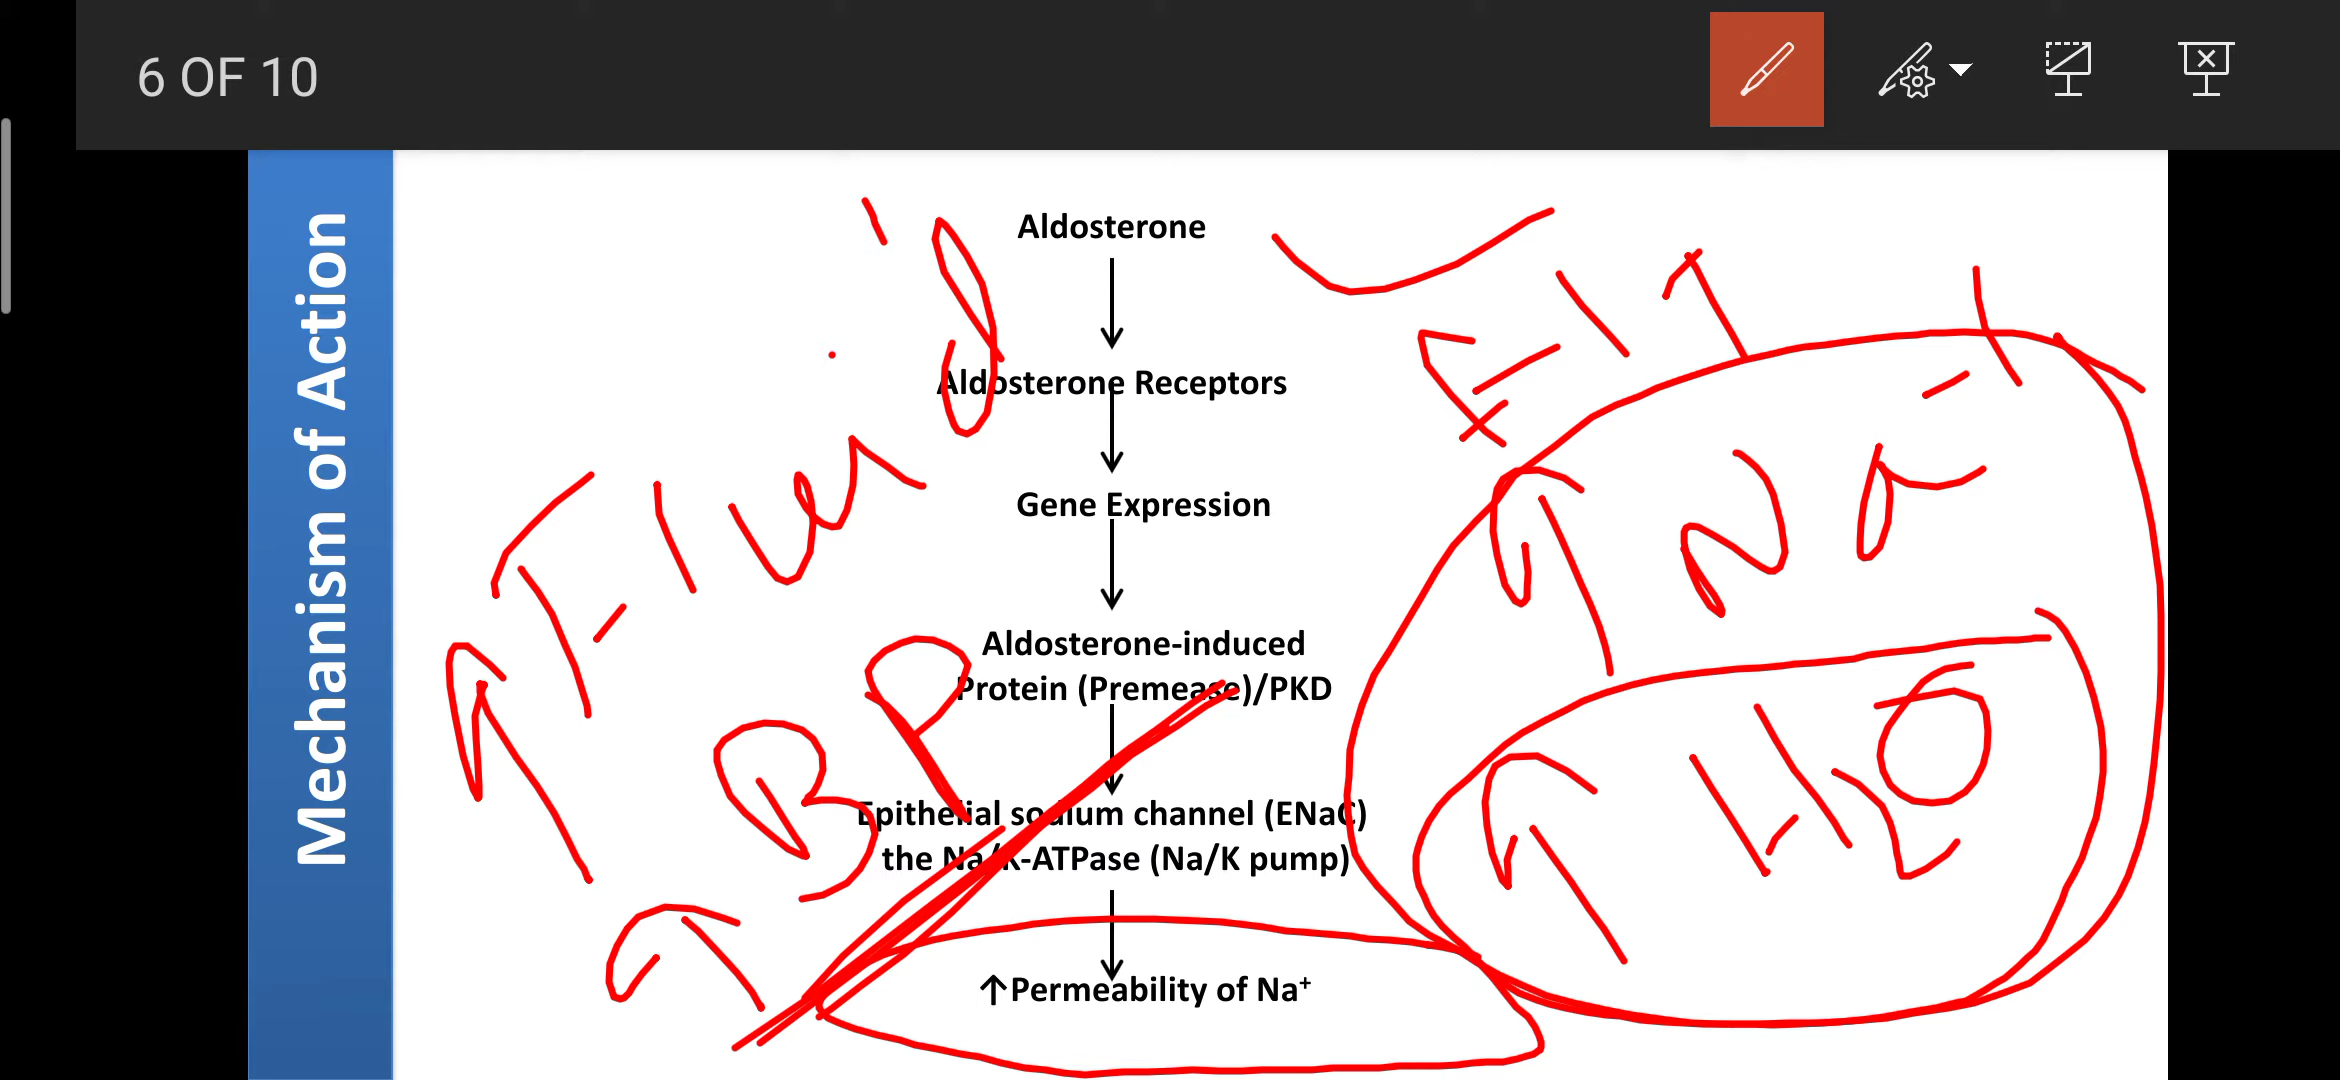 6 OF 10
Mechanism of Action
Aldosterone
Aldosterone Receptors
Gene Expression
Aldosterone-induced
Protein (Premease)/PKD
Epithelial sodium channel (ENaC)
the Na/K-ATPase (Na/K pump)
↑Permeability of Na⁺
↑ Fluid
↑ BP
↑ Na+
↑ H₂O